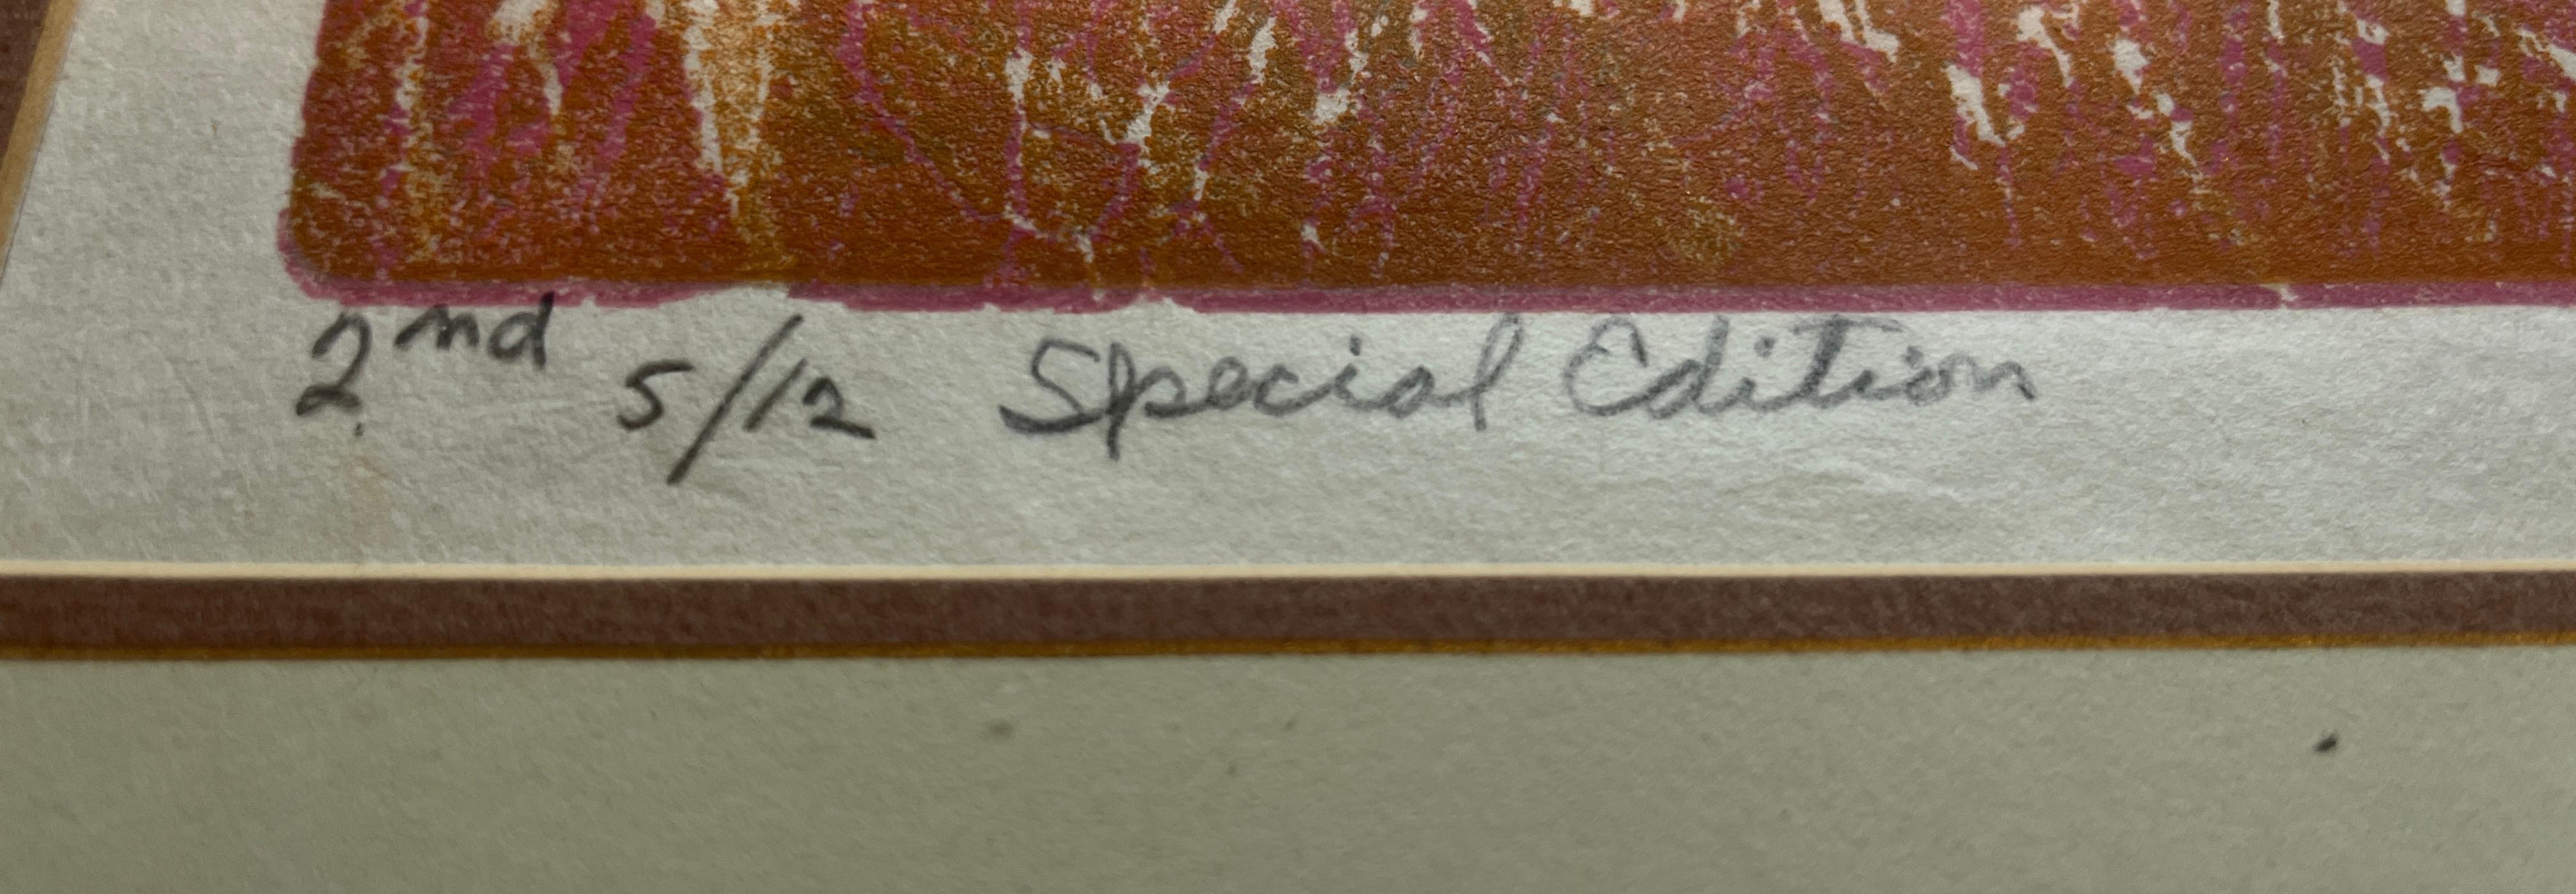 2nd 5/12 Special Edition